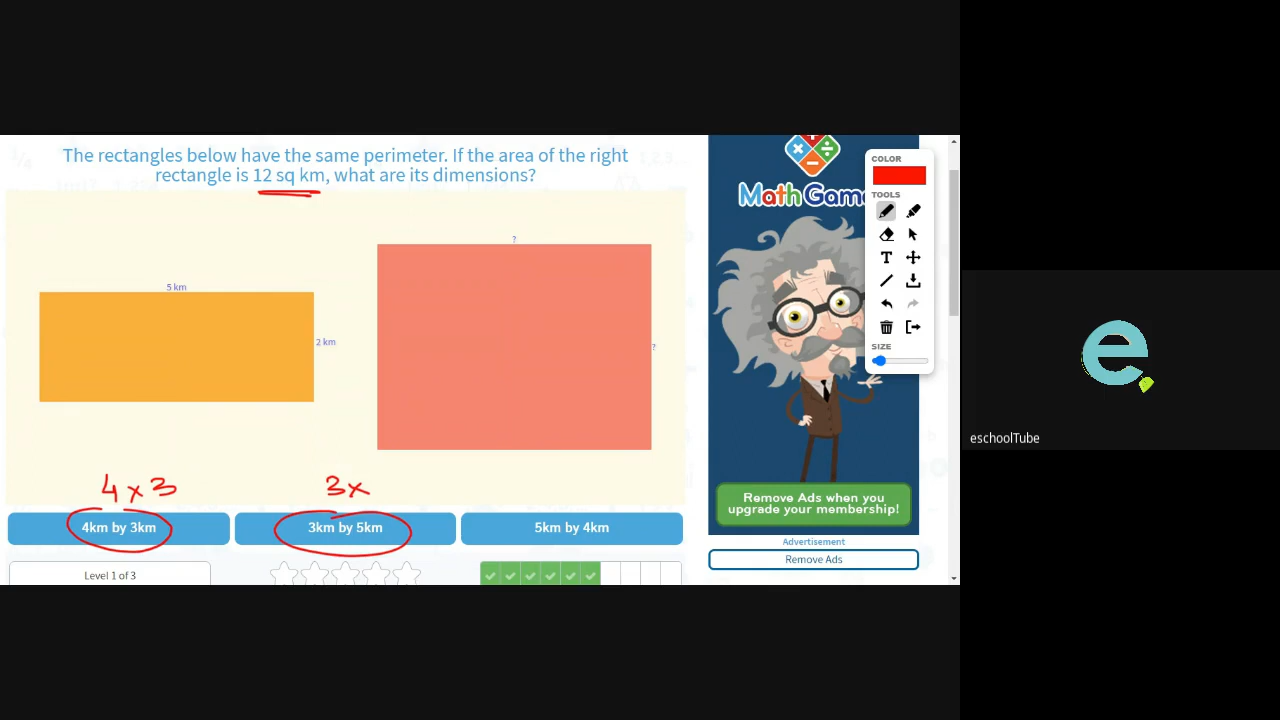 The rectangles below have the same perimeter. If the area of the right
rectangle is 12 sq km, what are its dimensions?
5 km
2 km
?
?
4 x 3
3x
4km by 3km
3km by 5km
5km by 4km
Level 1 of 3
Math Game
Remove Ads when you
upgrade your membership!
Advertisement
Remove Ads
COLOR
TOOLS
T
SIZE
e
eschoolTube